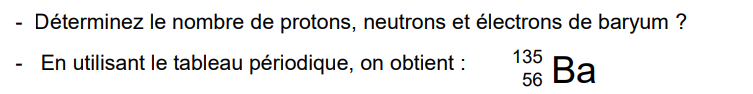 - Déterminez le nombre de protons, neutrons et électrons de baryum ?
- En utilisant le tableau périodique, on obtient : 135 56 Ba